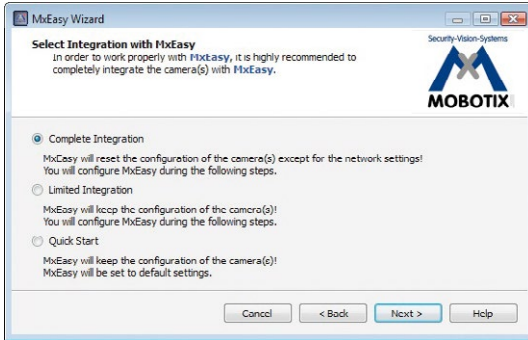 MxEasy Wizard
Select Integration with MxEasy
In order to work properly with MxEasy, it is highly recommended to
completely integrate the camera(s) with MxEasy.
Security-Vision-Systems
MOBOTIX
Complete Integration
MxEasy will reset the configuration of the camera(s) except for the network settings!
You will configure MxEasy during the following steps.
Limited Integration
MxEasy will keep the configuration of the camera(s)!
You will configure MxEasy during the following steps.
Quick Start
MxEasy will keep the configuration of the camera(s)!
MxEasy will be set to default settings.
Cancel < Back Next > Help